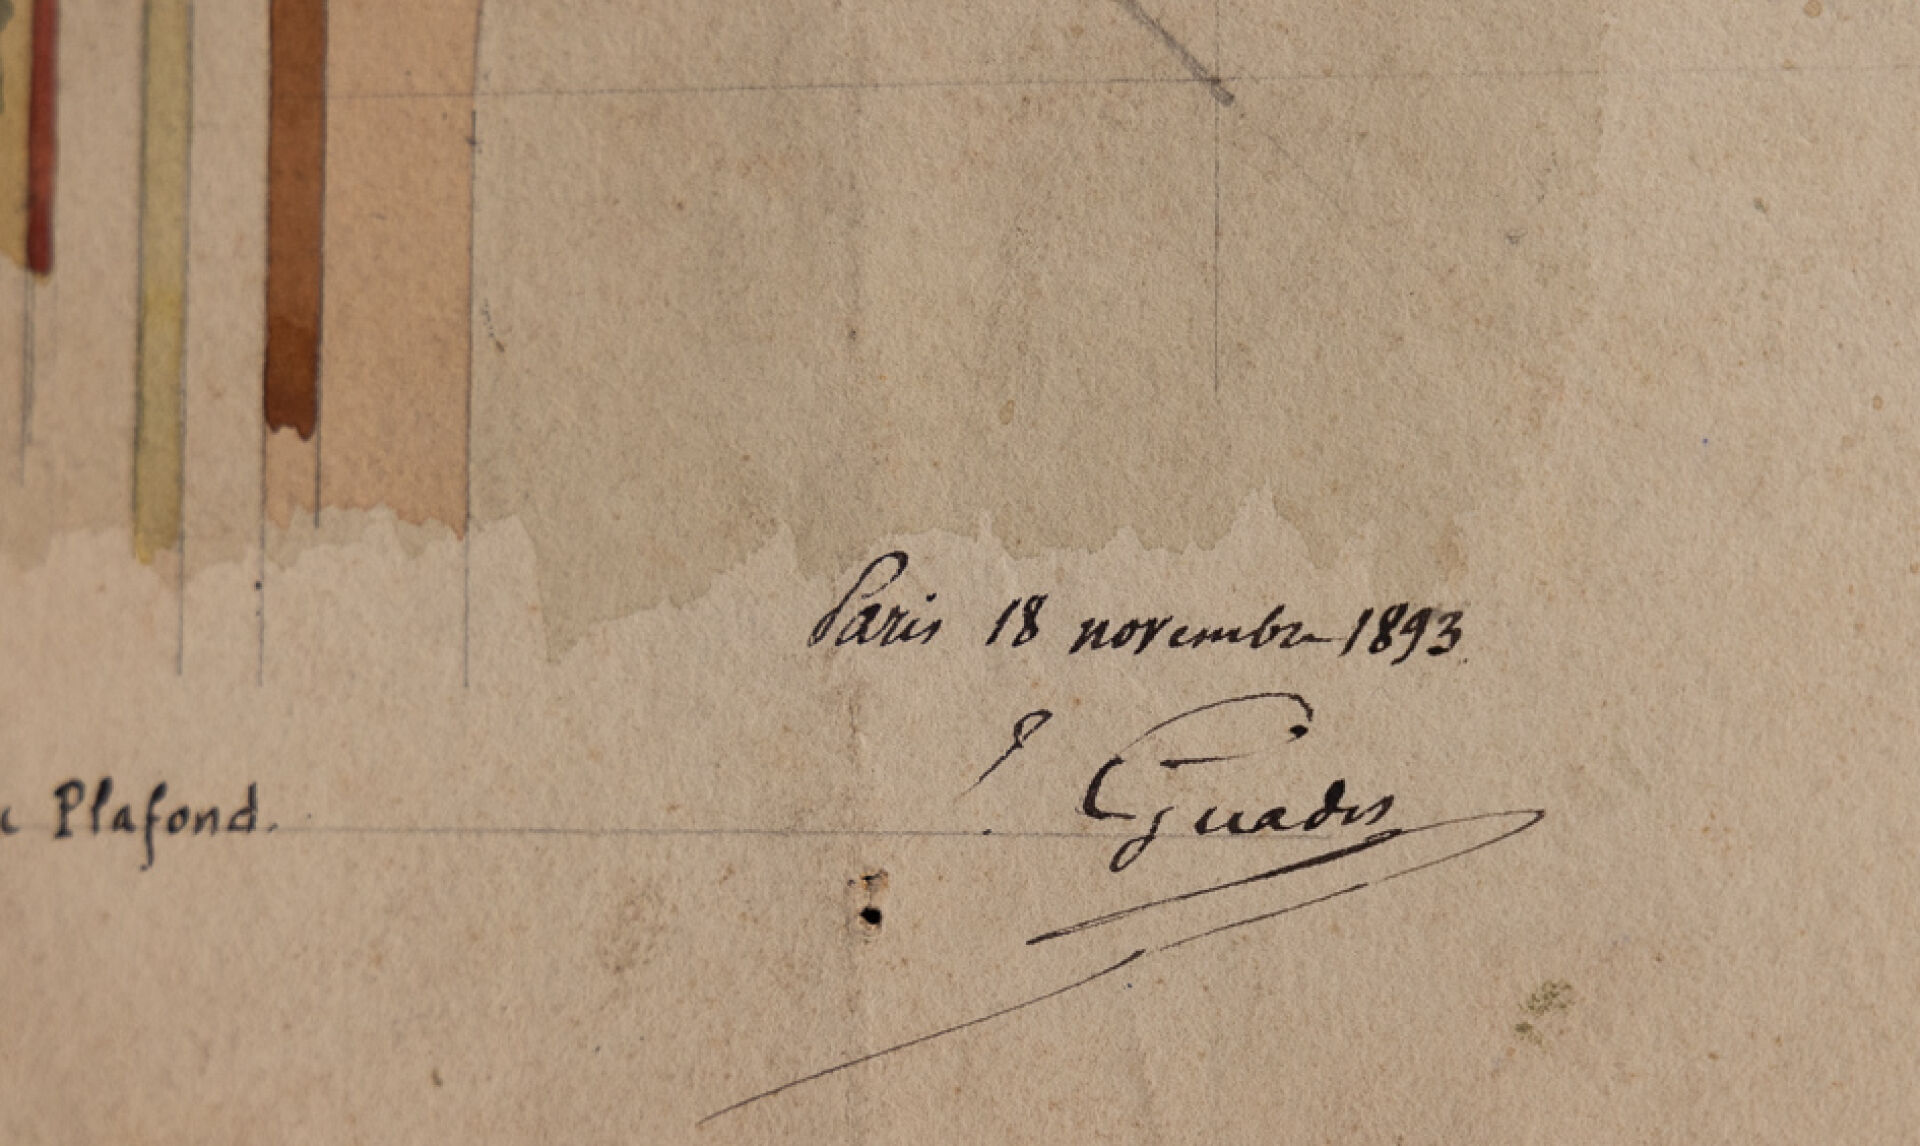 Paris 18 novembre 1893
J Guadet
Plafond.